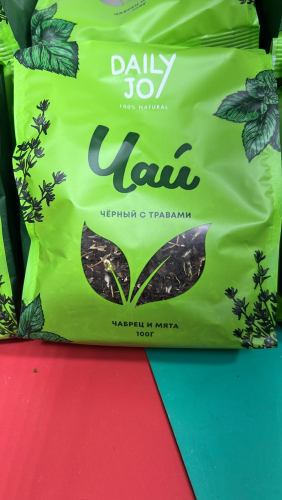 DAILY
JOY
100% NATURAL
Чай
ЧЁРНЫЙ С ТРАВАМИ
ЧАБРЕЦ И МЯТА
100Г